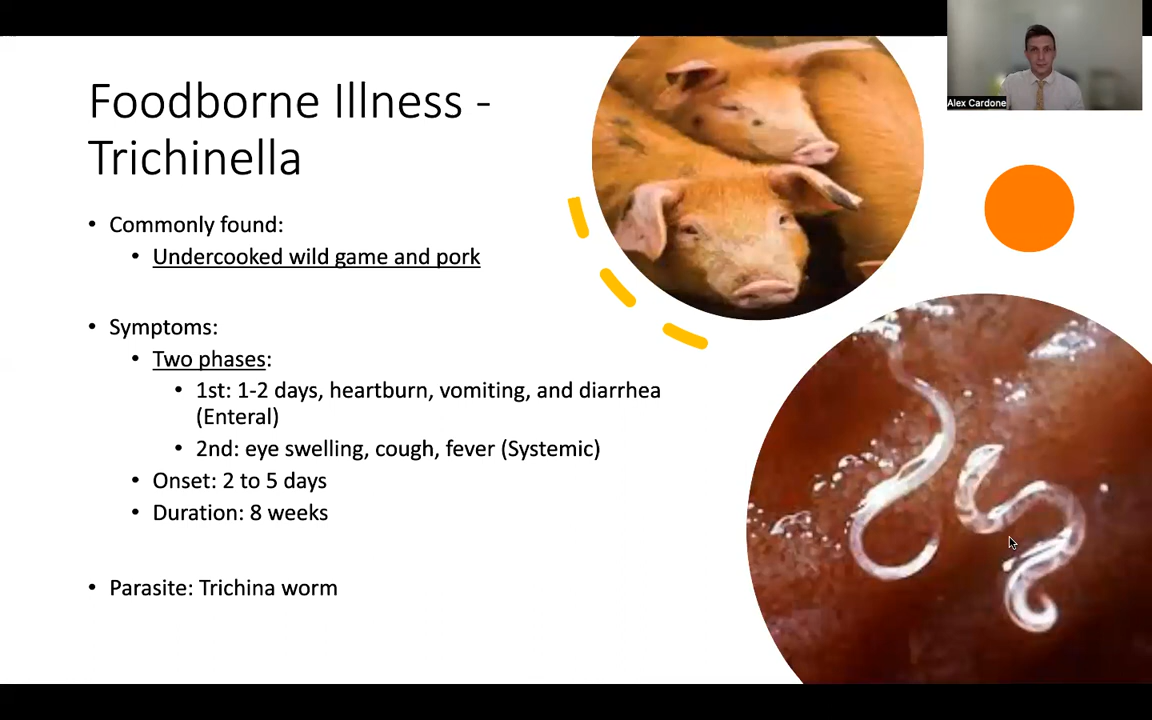 Alex Cardone
Foodborne Illness -
Trichinella
• Commonly found:
• Undercooked wild game and pork
• Symptoms:
• Two phases:
• 1st: 1-2 days, heartburn, vomiting, and diarrhea
(Enteral)
• 2nd: eye swelling, cough, fever (Systemic)
• Onset: 2 to 5 days
• Duration: 8 weeks
• Parasite: Trichina worm